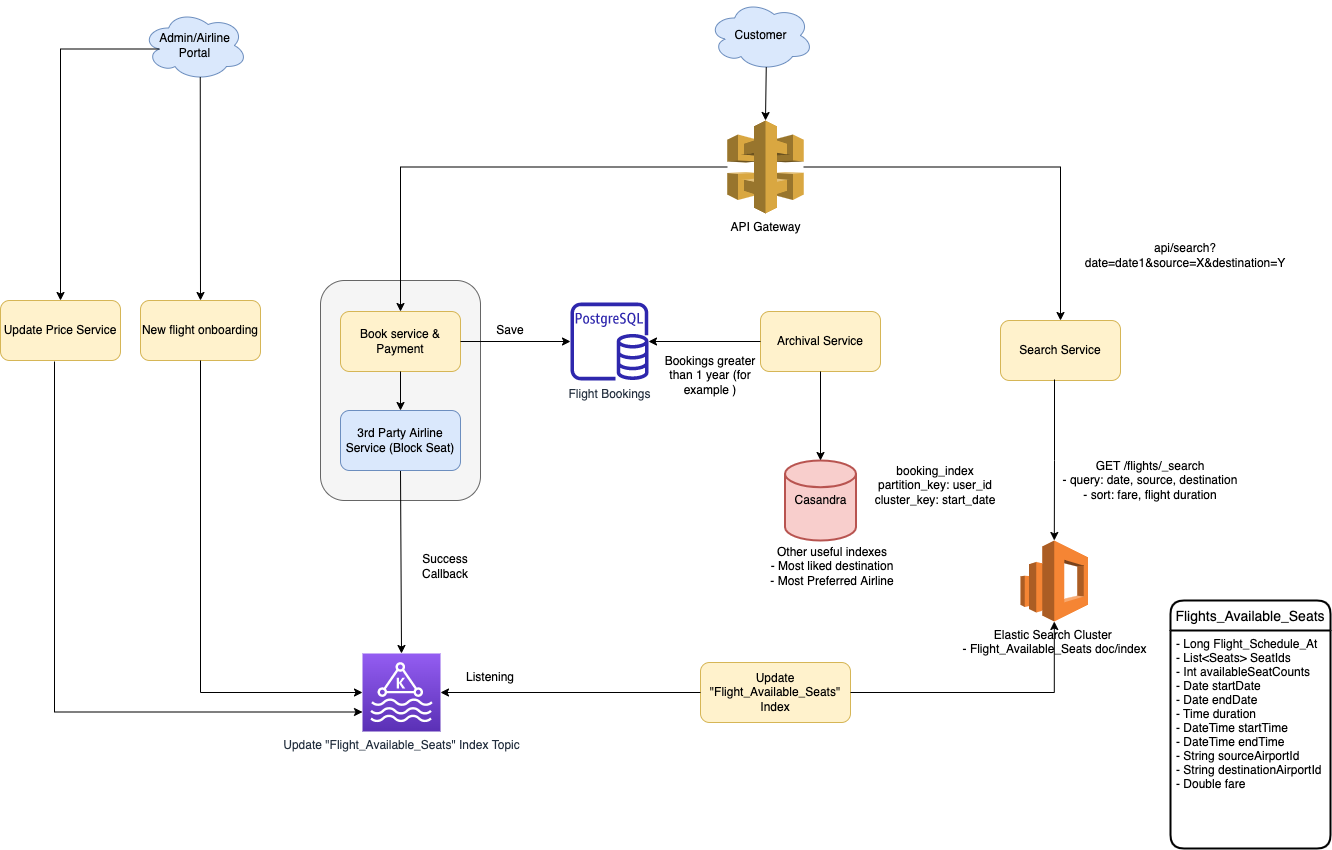 Admin/Airline
Portal
Customer
API Gateway
api/search?
date=date1&source=X&destination=Y
Update Price Service
New flight onboarding
Book service &
Payment
Save
PostgreSQL
Flight Bookings
Bookings greater
than 1 year (for
example )
Archival Service
Search Service
3rd Party Airline
Service (Block Seat)
Casandra
booking_index
partition_key: user_id
cluster_key: start_date
GET /flights/_search
- query: date, source, destination
- sort: fare, flight duration
Other useful indexes
- Most liked destination
- Most Preferred Airline
Success
Callback
Elastic Search Cluster
- Flight_Available_Seats doc/index
K
Listening
Update
"Flight_Available_Seats"
Index
Update "Flight_Available_Seats" Index Topic
Flights_Available_Seats
- Long Flight_Schedule_At
- List<Seats> SeatIds
- Int availableSeatCounts
- Date startDate
- Date endDate
- Time duration
- DateTime startTime
- DateTime endTime
- String sourceAirportId
- String destinationAirportId
- Double fare